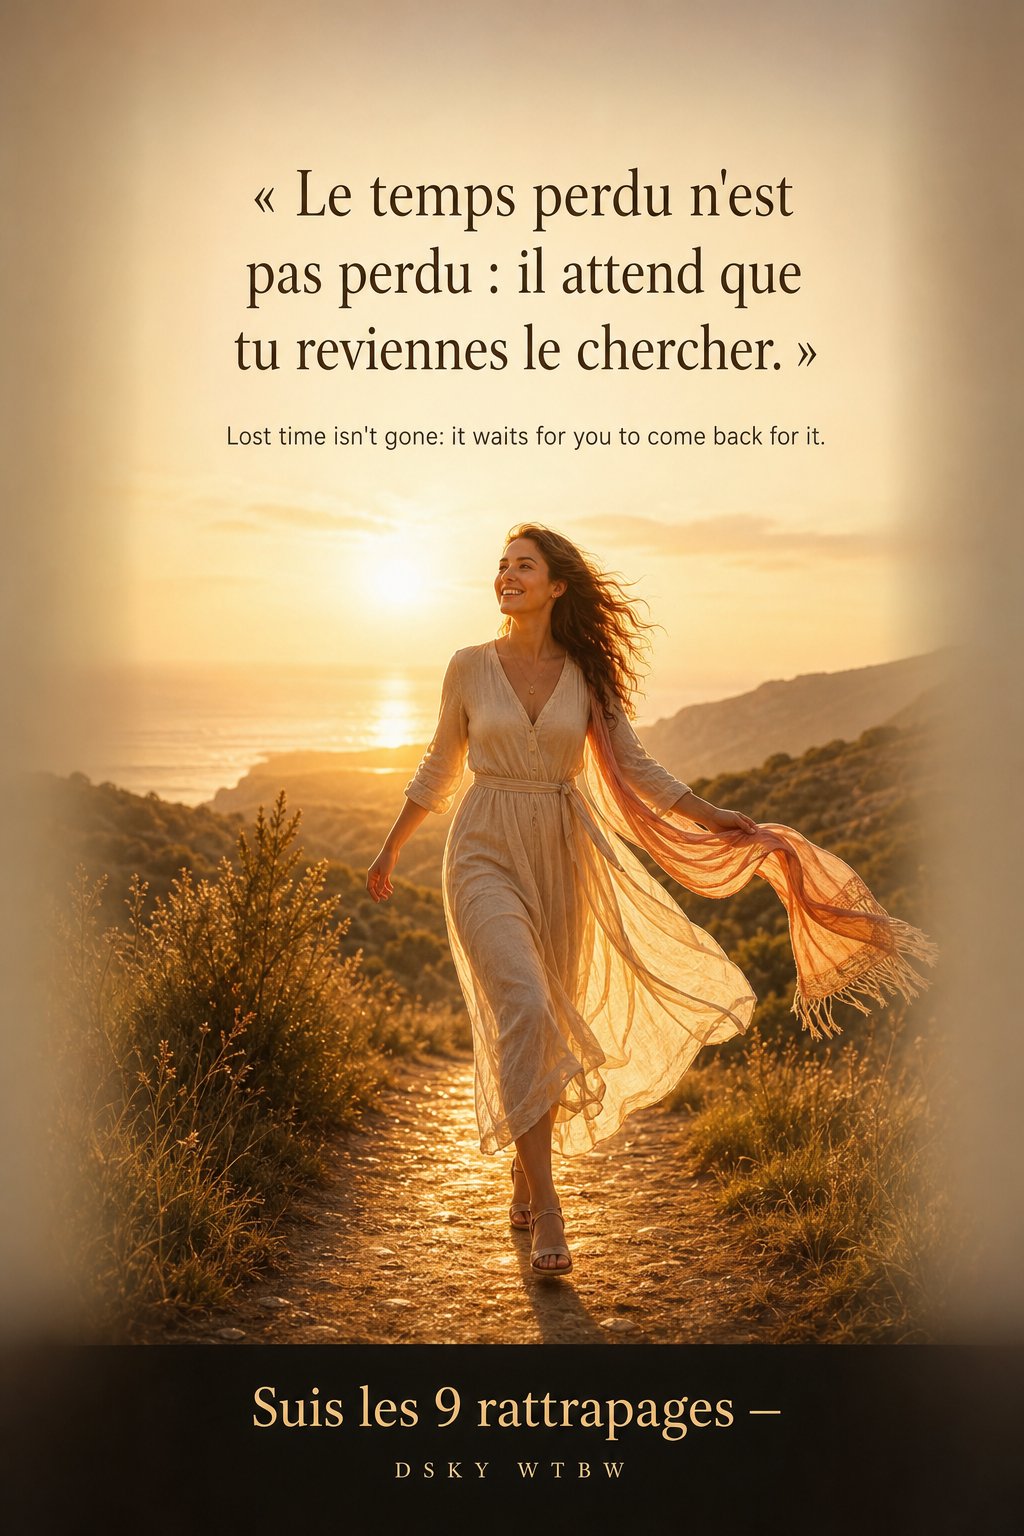 « Le temps perdu n'est
pas perdu : il attend que
tu reviennes le chercher. »
Lost time isn't gone: it waits for you to come back for it.
Suis les 9 rattrapages —
DSKY WTBW